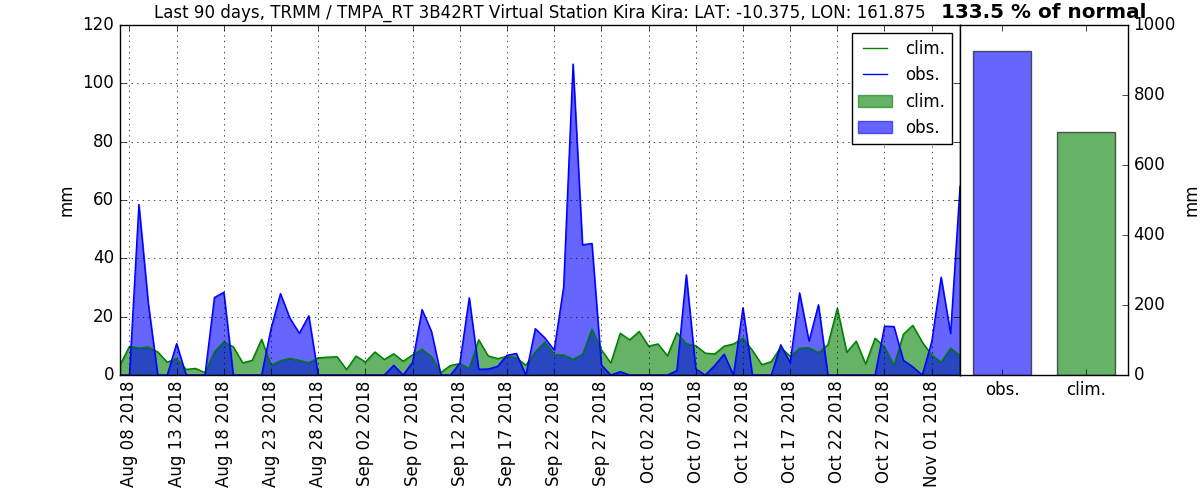 Last 90 days, TRMM / TMPA_RT 3B42RT Virtual Station Kira Kira: LAT: -10.375, LON: 161.875 133.5 % of normal
120
100
80
60
40
20
0
mm
clim.
obs.
clim.
obs.
1000
800
600
400
200
0
mm
obs. clim.
Aug 08 2018
Aug 13 2018
Aug 18 2018
Aug 23 2018
Aug 28 2018
Sep 02 2018
Sep 07 2018
Sep 12 2018
Sep 17 2018
Sep 22 2018
Sep 27 2018
Oct 02 2018
Oct 07 2018
Oct 12 2018
Oct 17 2018
Oct 22 2018
Oct 27 2018
Nov 01 2018